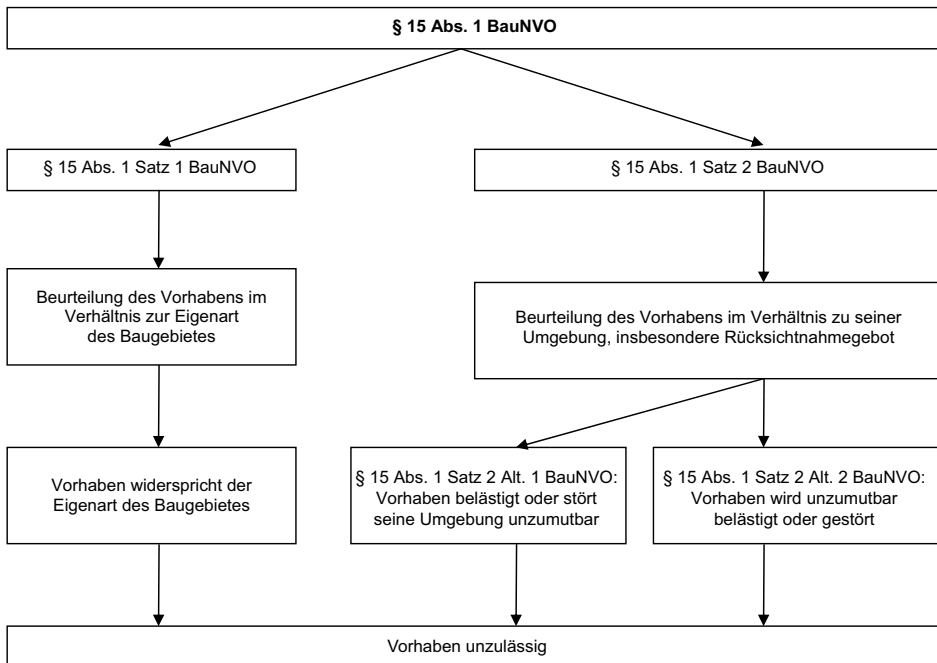 § 15 Abs. 1 BauNVO
§ 15 Abs. 1 Satz 1 BauNVO
§ 15 Abs. 1 Satz 2 BauNVO
Beurteilung des Vorhabens im
Verhältnis zur Eigenart
des Baugebietes
Beurteilung des Vorhabens im Verhältnis zu seiner
Umgebung, insbesondere Rücksichtnahmegebot
Vorhaben widerspricht der
Eigenart des Baugebietes
§ 15 Abs. 1 Satz 2 Alt. 1 BauNVO:
Vorhaben belästigt oder stört
seine Umgebung unzumutbar
§ 15 Abs. 1 Satz 2 Alt. 2 BauNVO:
Vorhaben wird unzumutbar
belästigt oder gestört
Vorhaben unzulässig